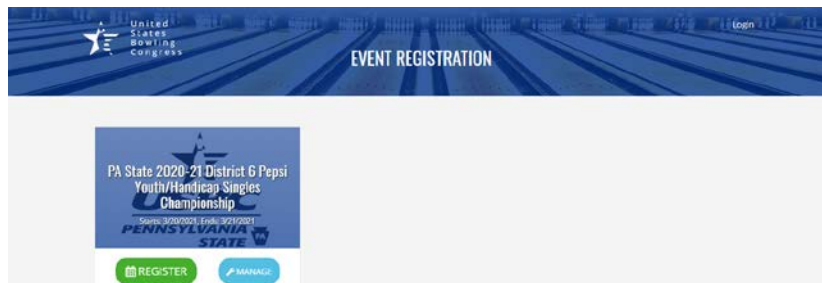 United
States
Bowling
Congress
Login
EVENT REGISTRATION
PA State 2020-21 District 6 Pepsi
Youth/Handicap Singles
Championship
Starts 3/20/2021, Ends 3/21/2021
PENNSYLVANIA
STATE PA
REGISTER
MANAGE